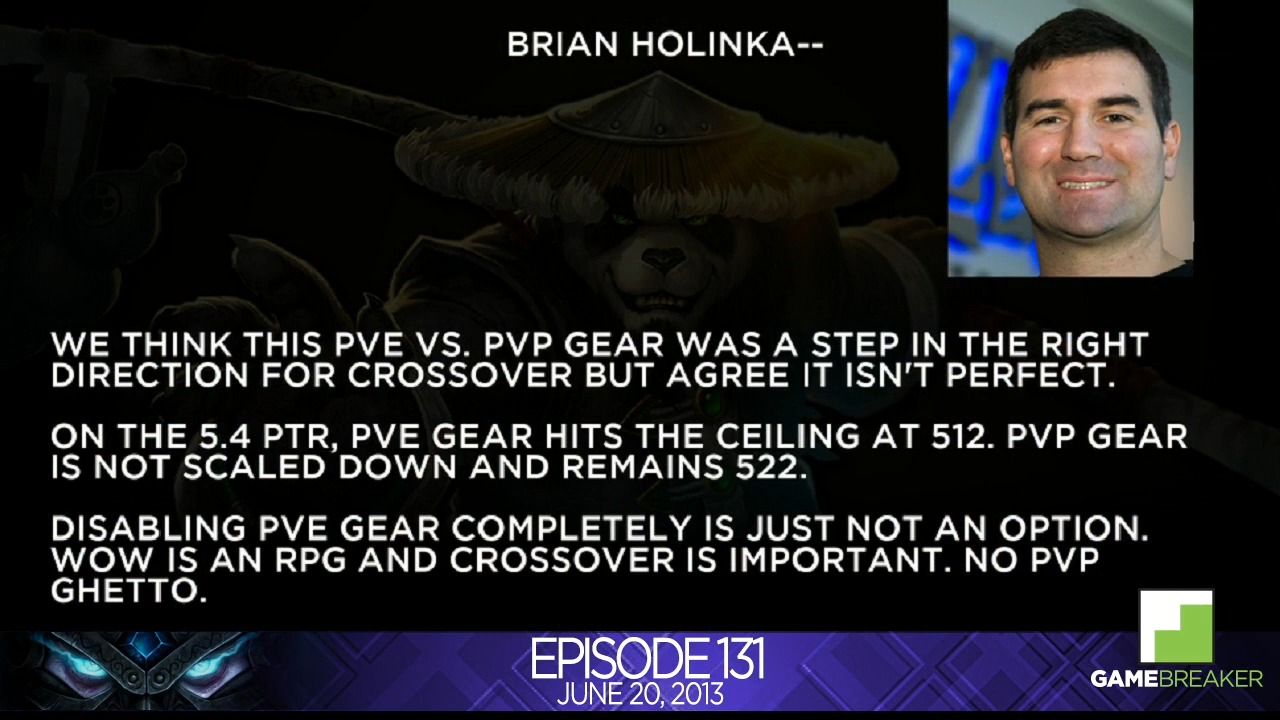 BRIAN HOLINKA--
WE THINK THIS PVE VS. PVP GEAR WAS A STEP IN THE RIGHT
DIRECTION FOR CROSSOVER BUT AGREE IT ISN'T PERFECT.
ON THE 5.4 PTR, PVE GEAR HITS THE CEILING AT 512. PVP GEAR
IS NOT SCALED DOWN AND REMAINS 522.
DISABLING PVE GEAR COMPLETELY IS JUST NOT AN OPTION.
WOW IS AN RPG AND CROSSOVER IS IMPORTANT. NO PVP
GHETTO.
EPISODE 131
JUNE 20, 2013
GAMEBREAKER